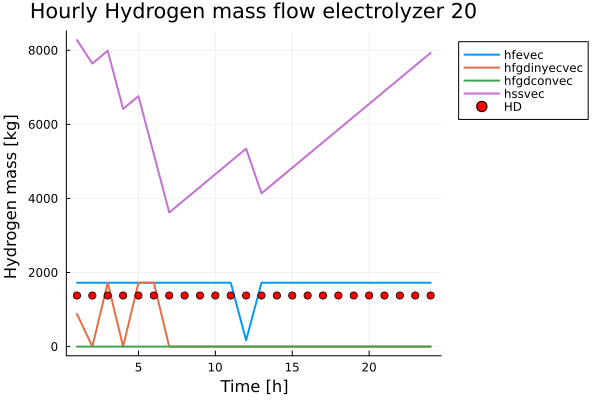 Hourly Hydrogen mass flow electrolyzer 20
Hydrogen mass [kg]
8000
6000
4000
2000
0
5
10
15
20
Time [h]
hfevec
hfgdinyecvec
hfgdconvec
hssvec
HD